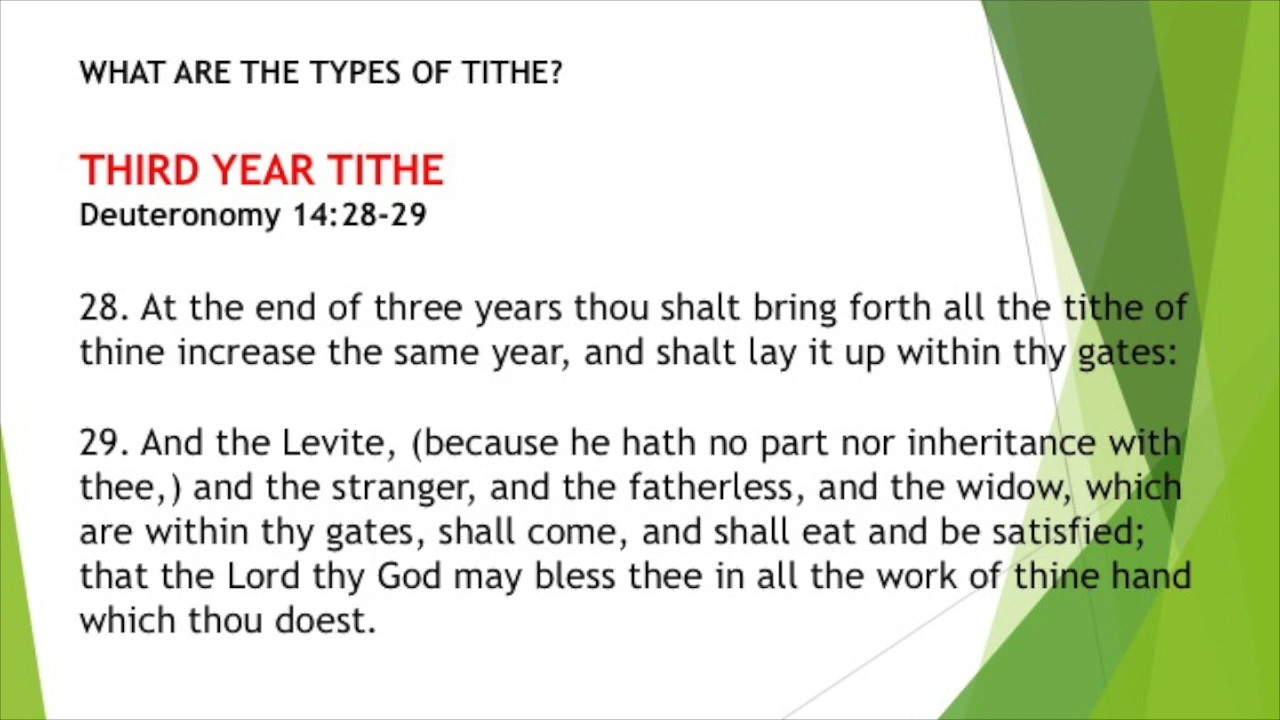 WHAT ARE THE TYPES OF TITHE?
THIRD YEAR TITHE
Deuteronomy 14:28-29
28. At the end of three years thou shalt bring forth all the tithe of
thine increase the same year, and shalt lay it up within thy gates:
29. And the Levite, (because he hath no part nor inheritance with
thee,) and the stranger, and the fatherless, and the widow, which
are within thy gates, shall come, and shall eat and be satisfied;
that the Lord thy God may bless thee in all the work of thine hand
which thou doest.